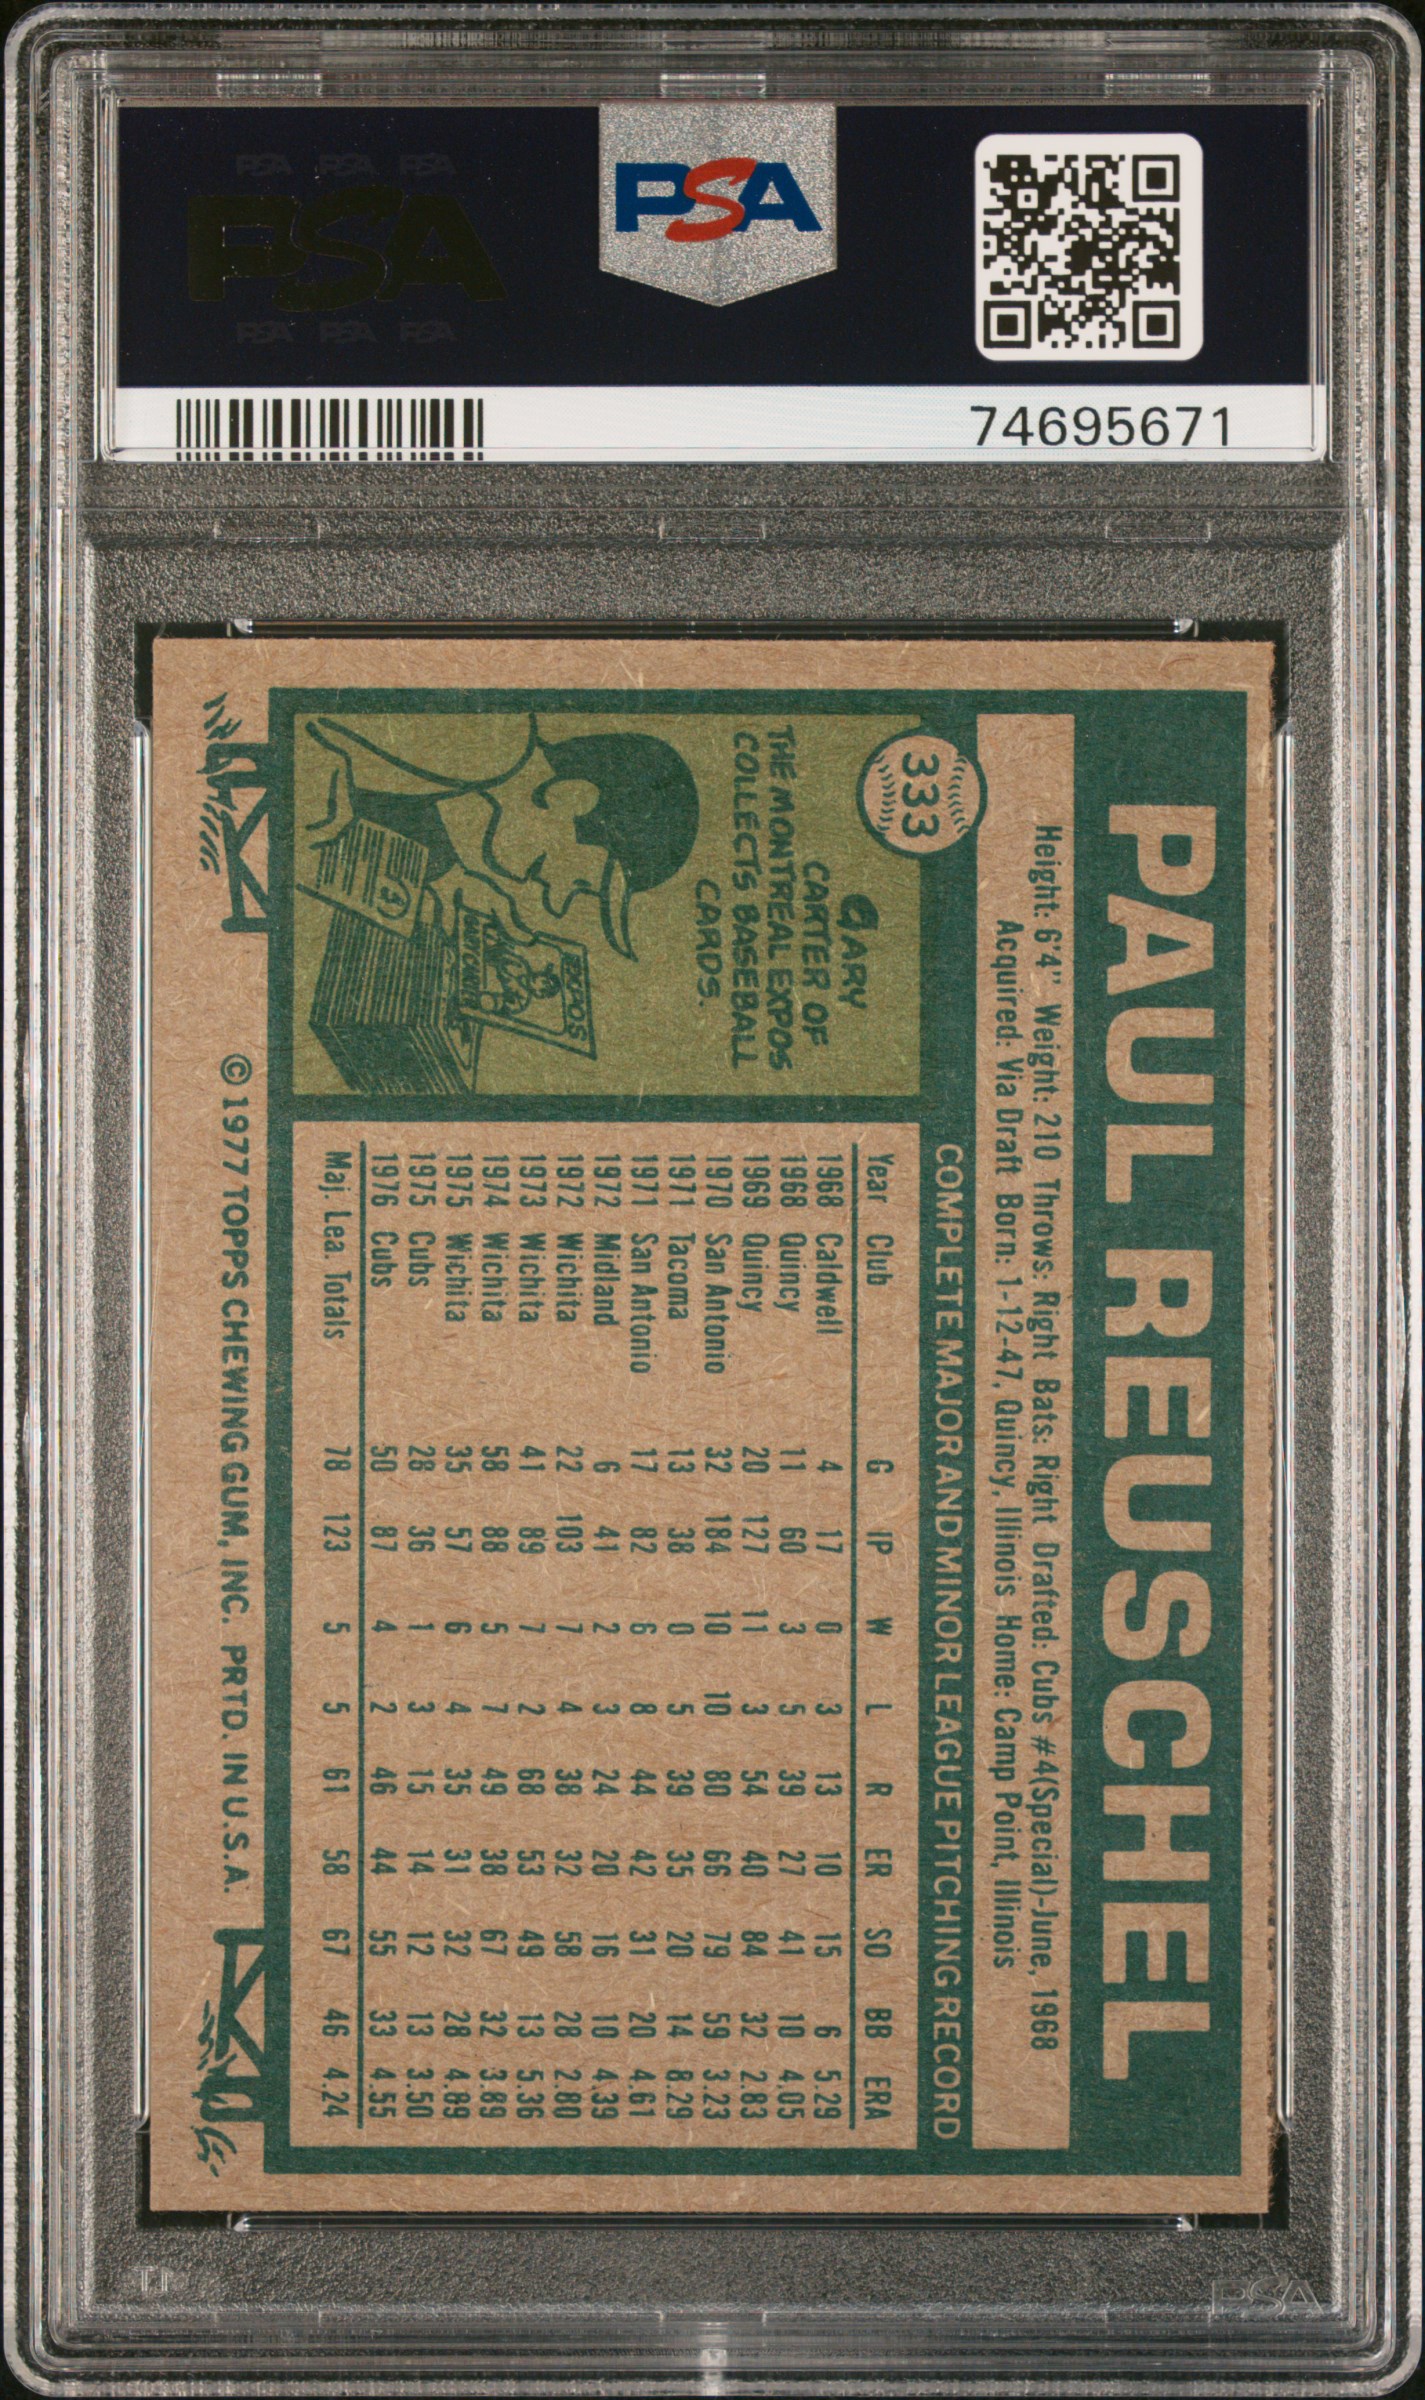 PSA PSA PSA
PSA
PSA PSA PSA
PSA
74695671
PAUL REUSCHEL
Height: 6'4" Weight: 210 Throws: Right Bats: Right Drafted: Cubs #4(Special)-June, 1968
Acquired: Via Draft Born: 1-12-47, Quincy, Illinois Home: Camp Point, Illinois
333
COMPLETE MAJOR AND MINOR LEAGUE PITCHING RECORD
GARY
CARTER OF
THE MONTREAL EXPOS
COLLECTS BASEBALL
CARDS.
EXPOS
Year Club G IP W L R ER SO BB ERA
1968 Caldwell 4 17 0 3 13 10 15 6 5.29
1968 Quincy 11 60 3 5 39 27 41 10 4.05
1969 Quincy 20 127 11 3 54 40 84 32 2.83
1970 San Antonio 32 184 10 10 80 66 79 59 3.23
1971 Tacoma 13 38 0 5 39 35 20 14 8.29
1971 San Antonio 17 82 6 8 44 42 31 20 4.61
1972 Midland 6 41 2 3 24 20 16 10 4.39
1972 Wichita 22 103 7 4 38 32 58 28 2.80
1973 Wichita 41 89 7 2 68 53 49 13 5.36
1974 Wichita 58 88 5 7 49 38 67 32 3.89
1975 Wichita 35 57 6 4 35 31 32 28 4.89
1975 Cubs 28 36 1 3 15 14 12 13 3.50
1976 Cubs 50 87 4 2 46 44 55 33 4.55
Maj. Lea. Totals 78 123 5 5 61 58 67 46 4.24
© 1977 TOPPS CHEWING GUM, INC. PRTD. IN U.S.A.
PSA